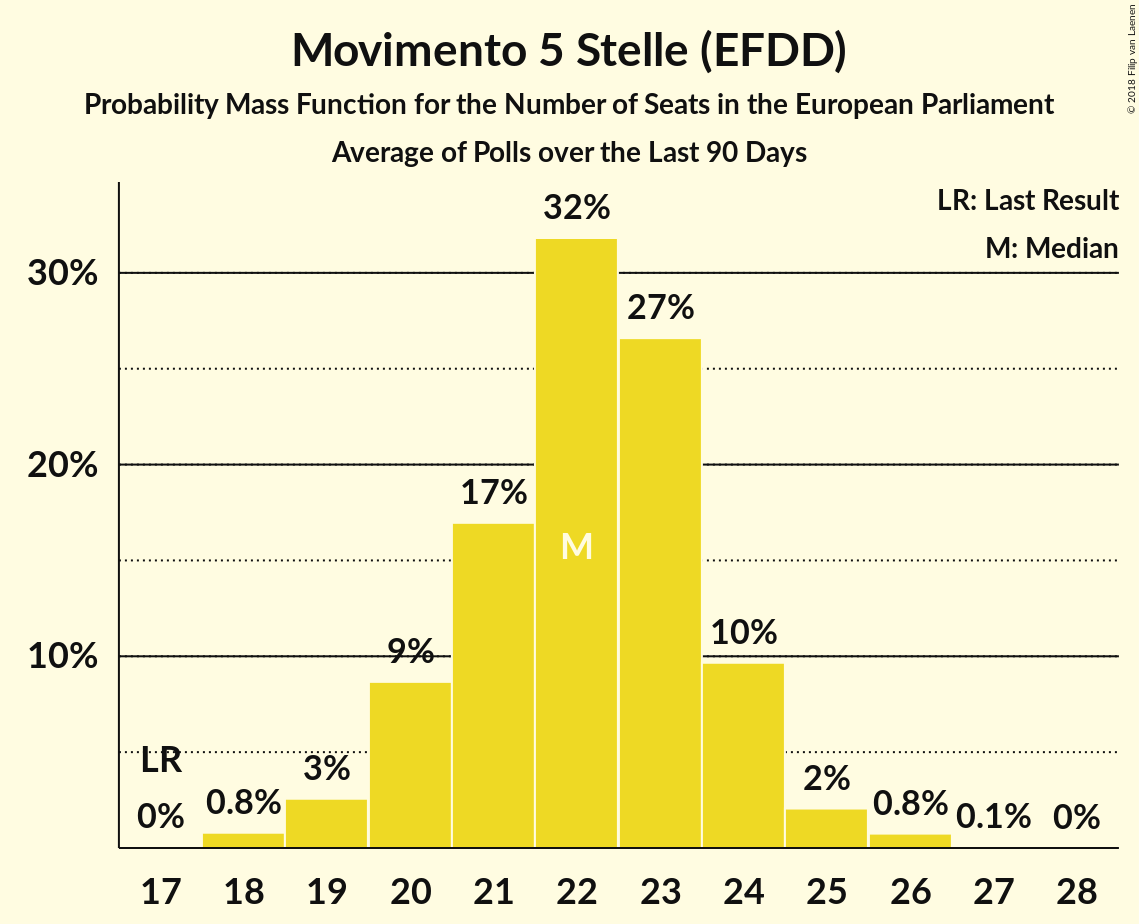 Movimento 5 Stelle (EFDD)
Probability Mass Function for the Number of Seats in the European Parliament
Average of Polls over the Last 90 Days
© 2018 Filip van Laenen
LR: Last Result
M: Median
30%
20%
10%
LR
0%
0.8%
3%
9%
17%
32%
M
27%
10%
2%
0.8%
0.1%
0%
17 18 19 20 21 22 23 24 25 26 27 28